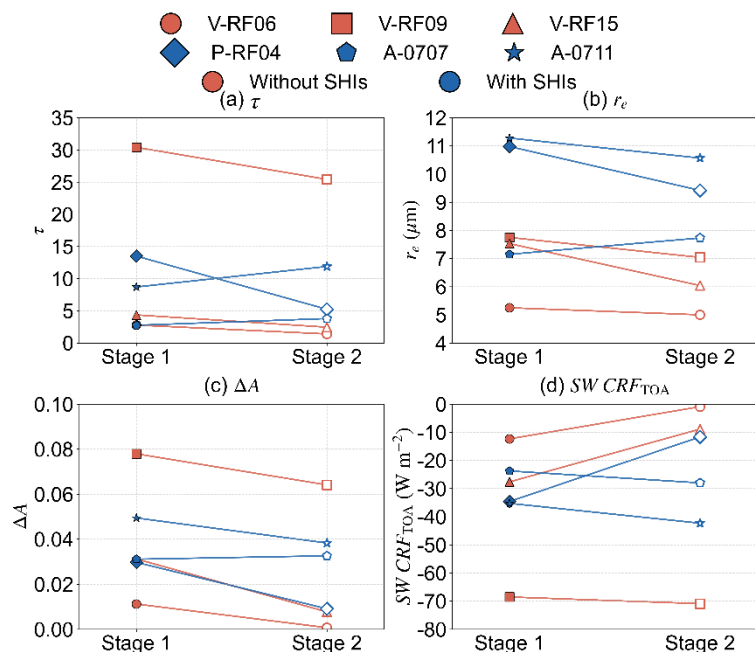 V-RF06 V-RF09 V-RF15
P-RF04 A-0707 A-0711
Without SHIs With SHIs
(a) τ (b) rₑ
35
30
25
20
15
10
5
0
τ
Stage 1 Stage 2
12
11
10
9
8
7
6
5
4
rₑ (μm)
Stage 1 Stage 2
(c) ΔA (d) SW CRF_TOA
0.10
0.08
0.06
0.04
0.02
0.00
ΔA
Stage 1 Stage 2
0
-10
-20
-30
-40
-50
-60
-70
-80
SW CRF_TOA (W m⁻²)
Stage 1 Stage 2